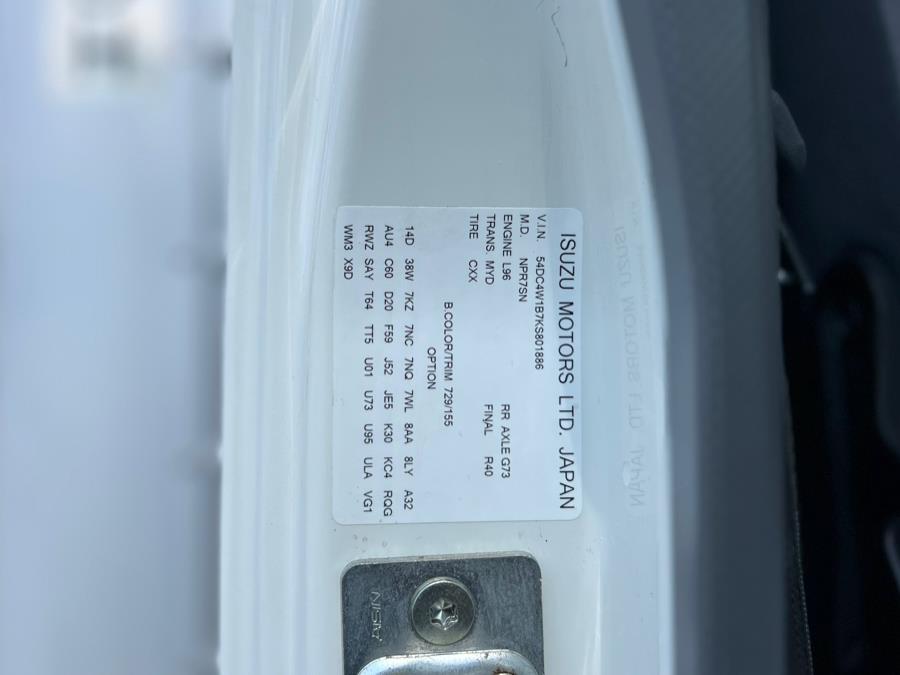 ISUZU MOTORS LTD. JAPAN
V.I.N. 54DC4W1B7KS801886
M.D. NPR7SN
ENGINE L96 RR AXLE G73
TRANS. MYD FINAL R40
TIRE CXX
B.COLOR/TRIM 729/155
OPTION
14D 38W 7KZ 7NC 7NQ 7WL 8AA 8LY A32
AU4 C60 D20 F59 J52 JE5 K30 KC4 RQG
RWZ SAY T64 TT5 U01 U73 U95 ULA VG1
WM3 X9D
AISIN